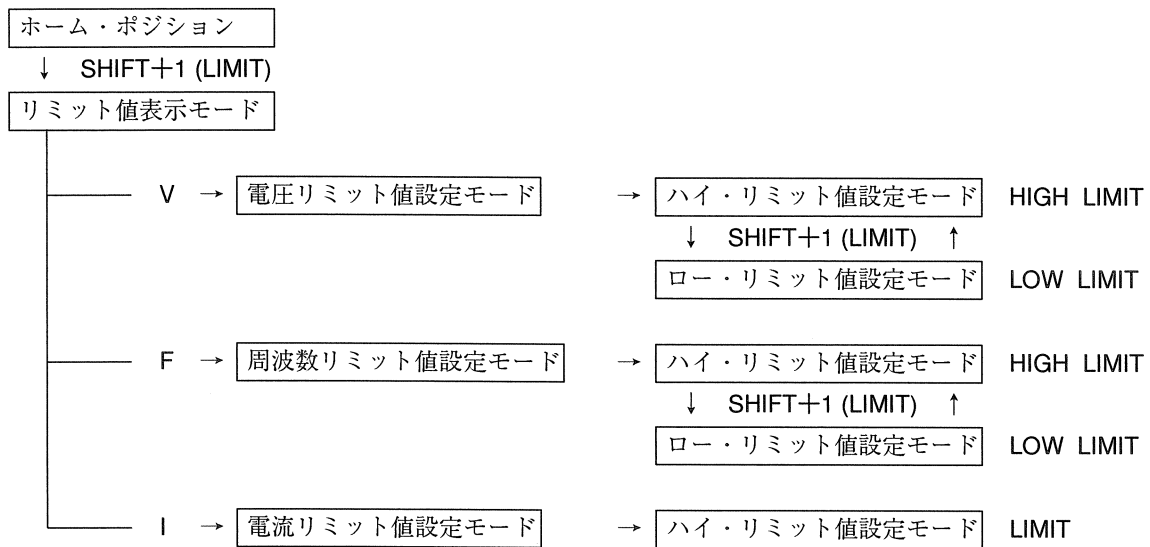 ホーム・ポジション
↓ SHIFT＋1 (LIMIT)
リミット値表示モード
V → 電圧リミット値設定モード → ハイ・リミット値設定モード HIGH LIMIT
↓ SHIFT＋1 (LIMIT) ↑
ロー・リミット値設定モード LOW LIMIT
F → 周波数リミット値設定モード → ハイ・リミット値設定モード HIGH LIMIT
↓ SHIFT＋1 (LIMIT) ↑
ロー・リミット値設定モード LOW LIMIT
I → 電流リミット値設定モード → ハイ・リミット値設定モード LIMIT